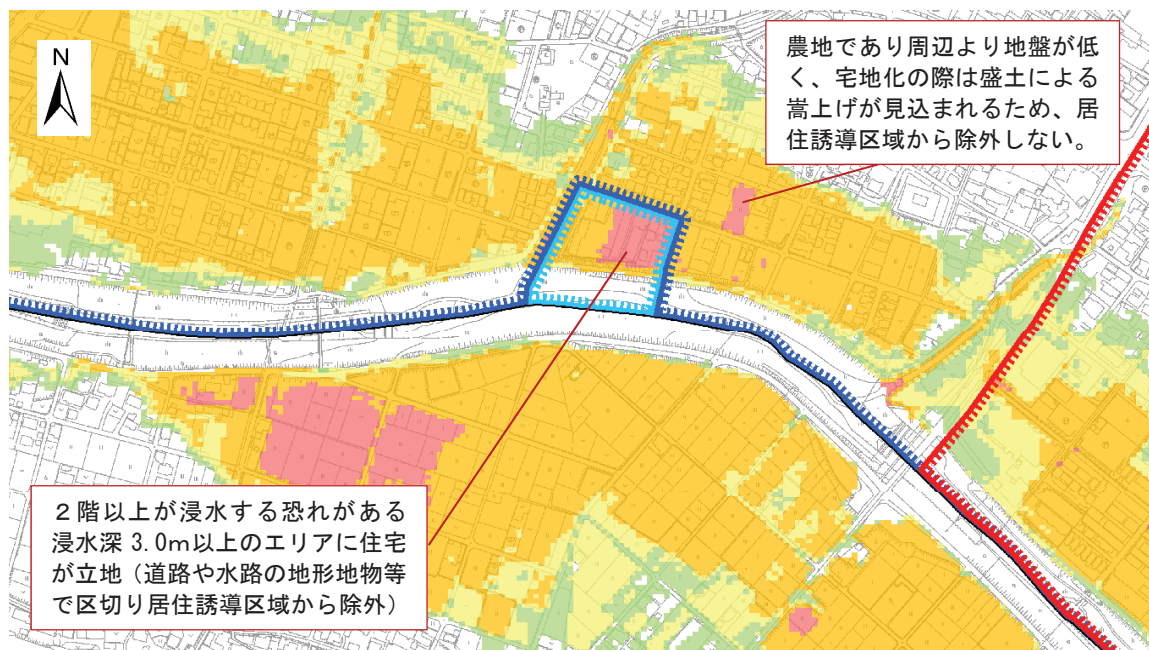 N
農地であり周辺より地盤が低
く、宅地化の際は盛土による
嵩上げが見込まれるため、居
住誘導区域から除外しない。
２階以上が浸水する恐れがある
浸水深 3.0ｍ以上のエリアに住宅
が立地（道路や水路の地形地物等
で区切り居住誘導区域から除外）